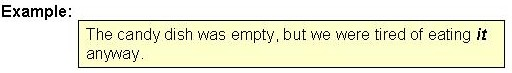 Example:
The candy dish was empty, but we were tired of eating it
anyway.